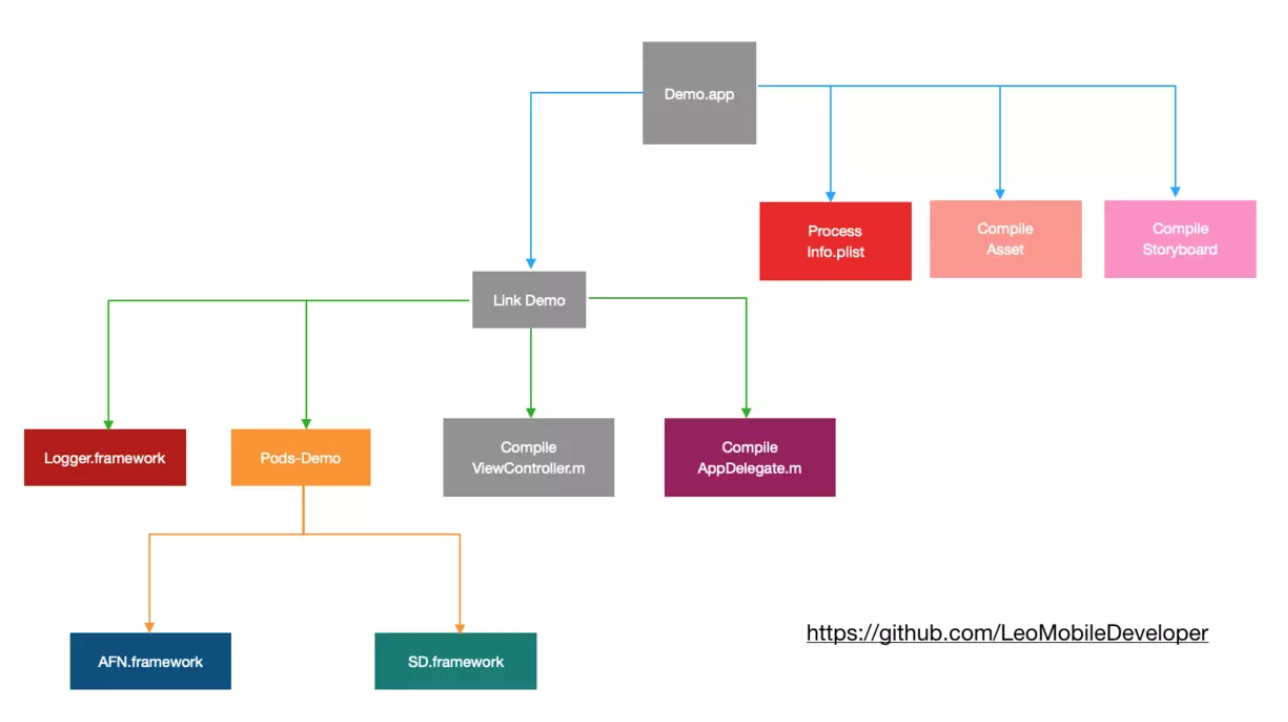 Demo.app
Process
Info.plist
Compile
Asset
Compile
Storyboard
Link Demo
Logger.framework
Pods-Demo
Compile
ViewController.m
Compile
AppDelegate.m
https://github.com/LeoMobileDeveloper
AFN.framework
SD.framework